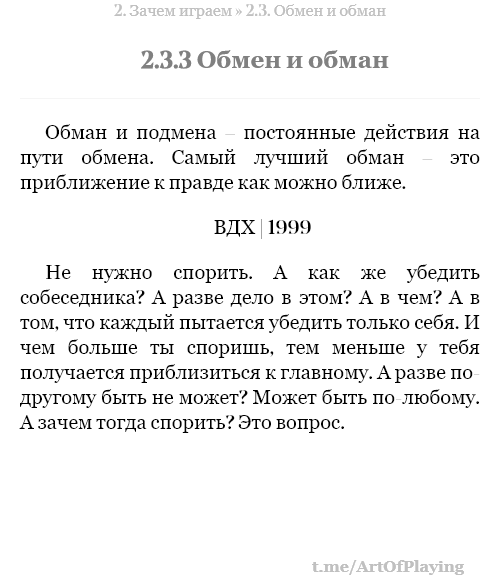 2. Зачем играем » 2.3. Обмен и обман
2.3.3 Обмен и обман
Обман и подмена – постоянные действия на
пути обмена. Самый лучший обман – это
приближение к правде как можно ближе.
ВДХ | 1999
Не нужно спорить. А как же убедить
собеседника? А разве дело в этом? А в чем? А в
том, что каждый пытается убедить только себя. И
чем больше ты споришь, тем меньше у тебя
получается приблизиться к главному. А разве по-
другому быть не может? Может быть по-любому.
А зачем тогда спорить? Это вопрос.
t.me/ArtOfPlaying